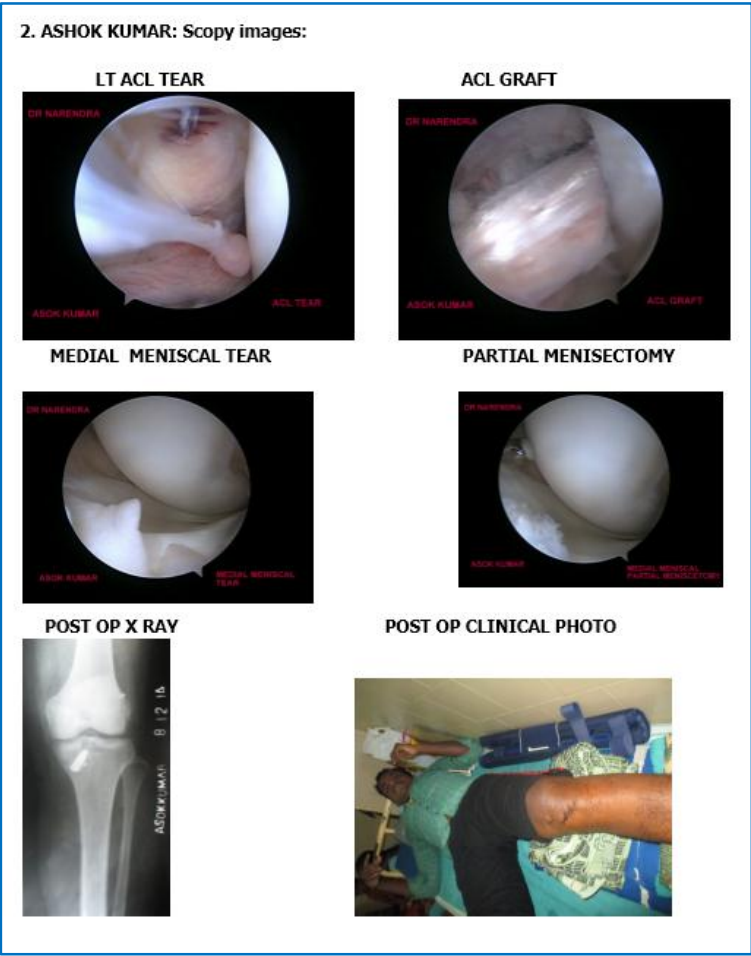 2. ASHOK KUMAR: Scopy images:
LT ACL TEAR
ACL GRAFT
DR NARENDRA
ASOK KUMAR
ACL TEAR
DR NARENDRA
ASOK KUMAR
ACL GRAFT
MEDIAL MENISCAL TEAR
PARTIAL MENISECTOMY
DR NARENDRA
ASOK KUMAR
MEDIAL MENISCAL
TEAR
DR NARENDRA
ASOK KUMAR
MEDIAL MENISCAL
PARTIAL MENISCETOMY
POST OP X RAY
POST OP CLINICAL PHOTO
ASOKKUMAR 8 12 16